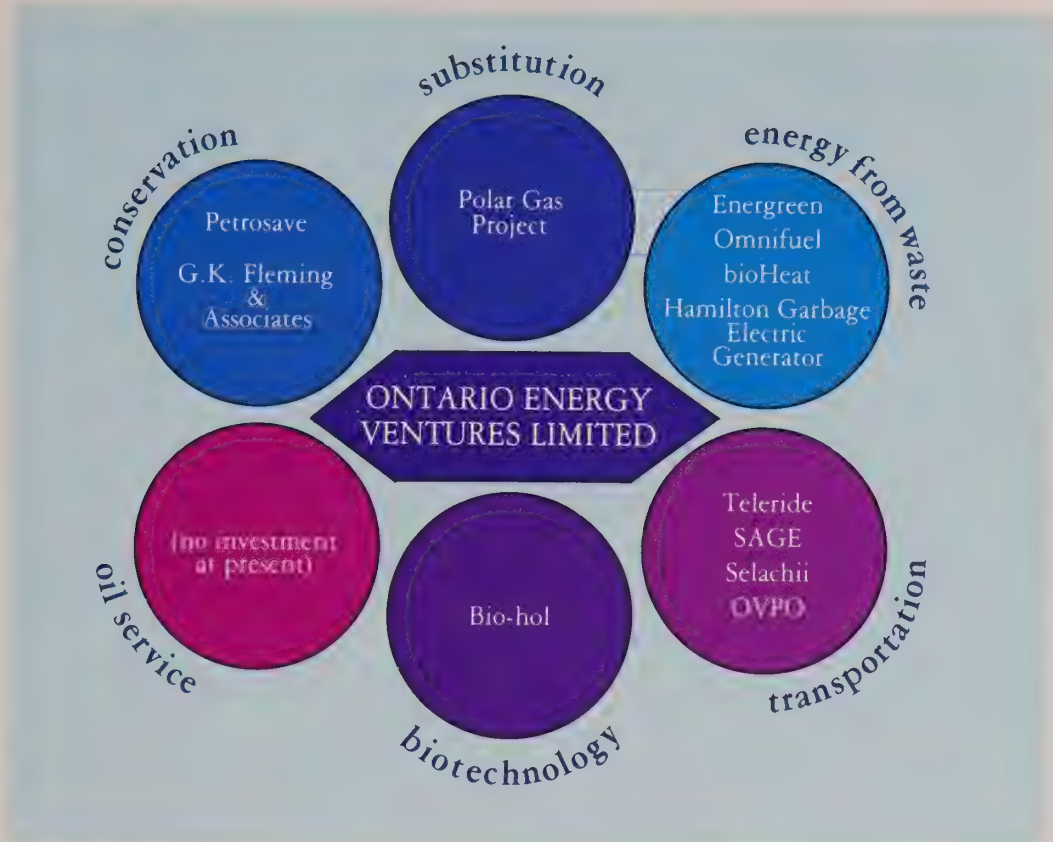 substitution
Polar Gas
Project
conservation
Petrosave
G.K. Fleming
&
Associates
energy from waste
Energreen
Omnifuel
bioHeat
Hamilton Garbage
Electric
Generator
ONTARIO ENERGY
VENTURES LIMITED
(no investment
at present)
oil service
Bio-hol
biotechnology
Teleride
SAGE
Selachii
OVPO
transportation